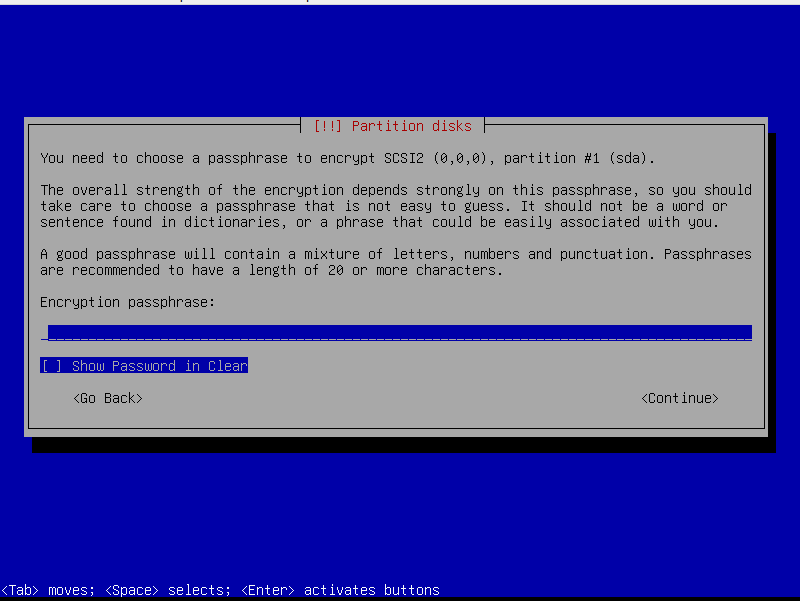 [!!] Partition disks
You need to choose a passphrase to encrypt SCSI2 (0,0,0), partition #1 (sda).
The overall strength of the encryption depends strongly on this passphrase, so you should
take care to choose a passphrase that is not easy to guess. It should not be a word or
sentence found in dictionaries, or a phrase that could be easily associated with you.
A good passphrase will contain a mixture of letters, numbers and punctuation. Passphrases
are recommended to have a length of 20 or more characters.
Encryption passphrase:
[ ] Show Password in Clear
<Go Back> <Continue>
<Tab> moves; <Space> selects; <Enter> activates buttons